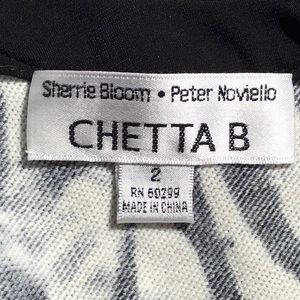 Sherrie Bloom • Peter Noviello
CHETTA B
2
RN 60299
MADE IN CHINA